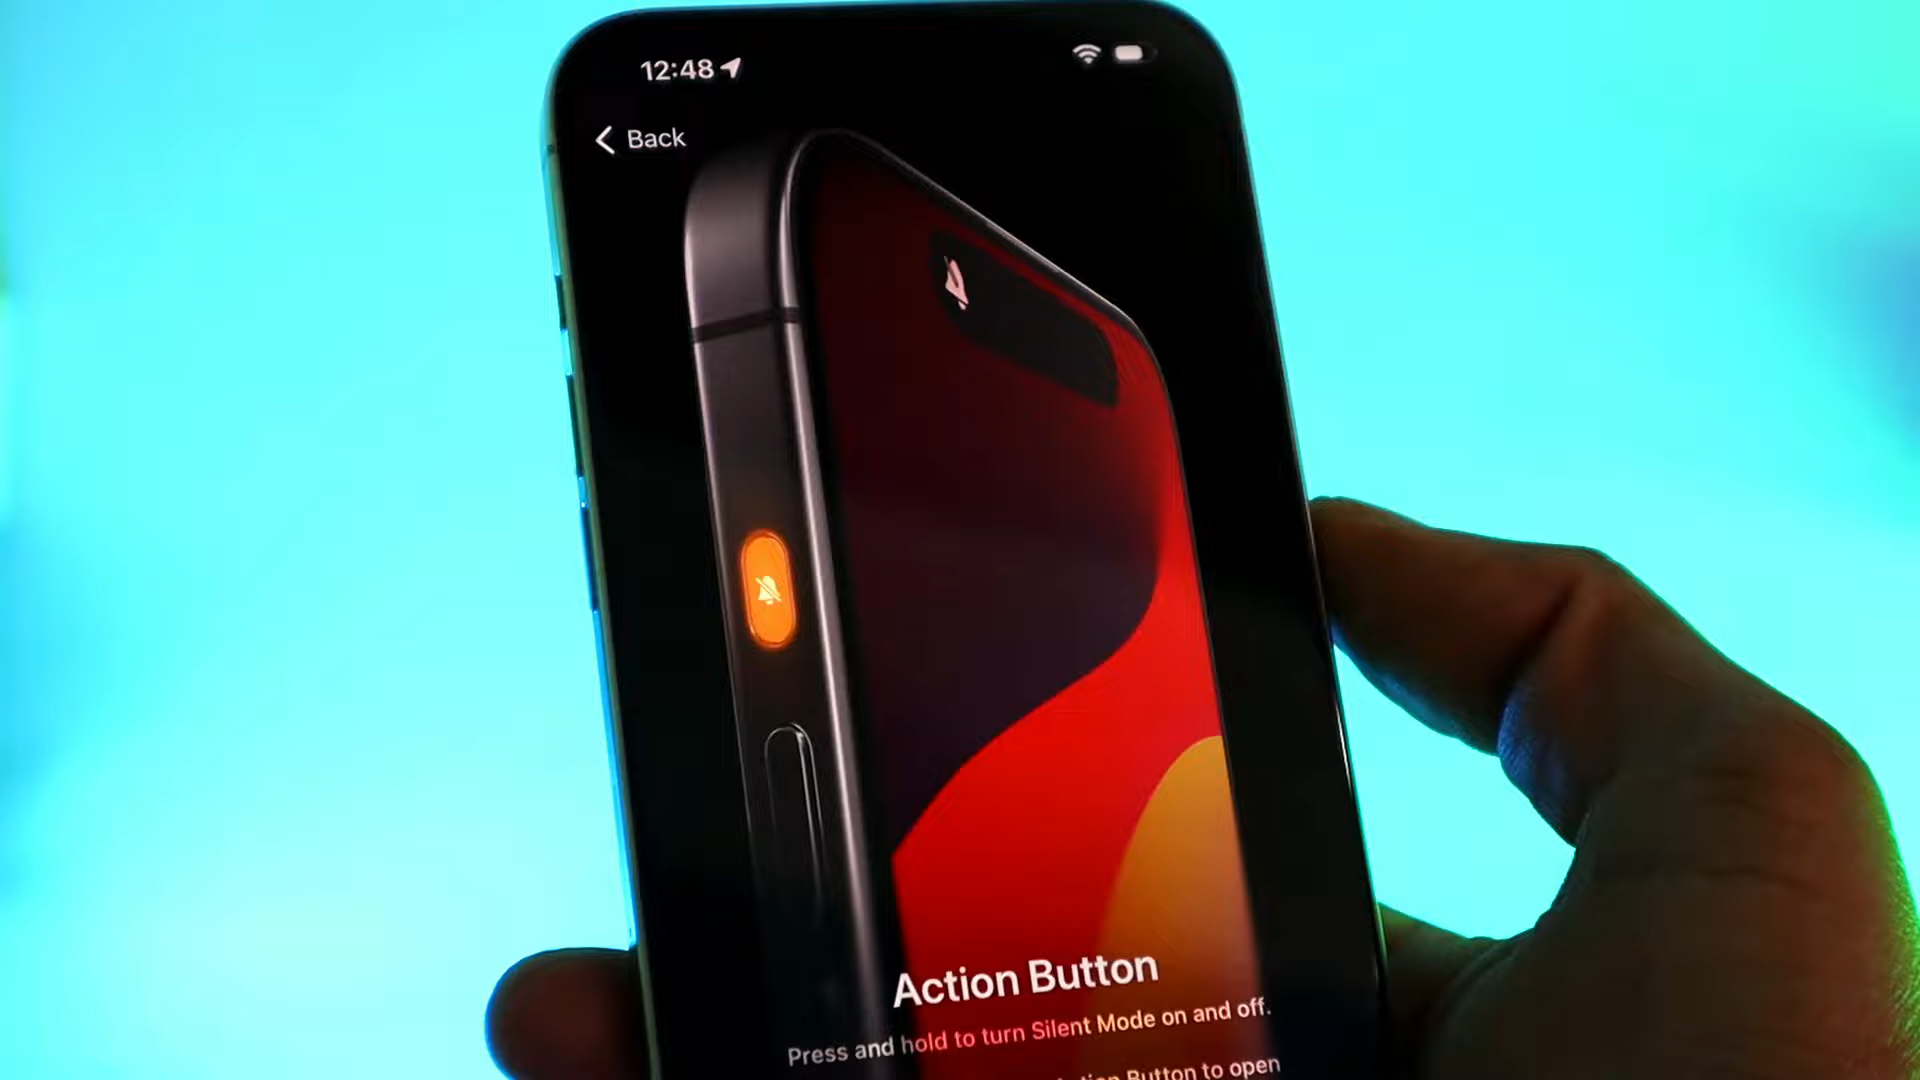 12:48
Back
Action Button
Press and hold to turn Silent Mode on and off.
Button to open